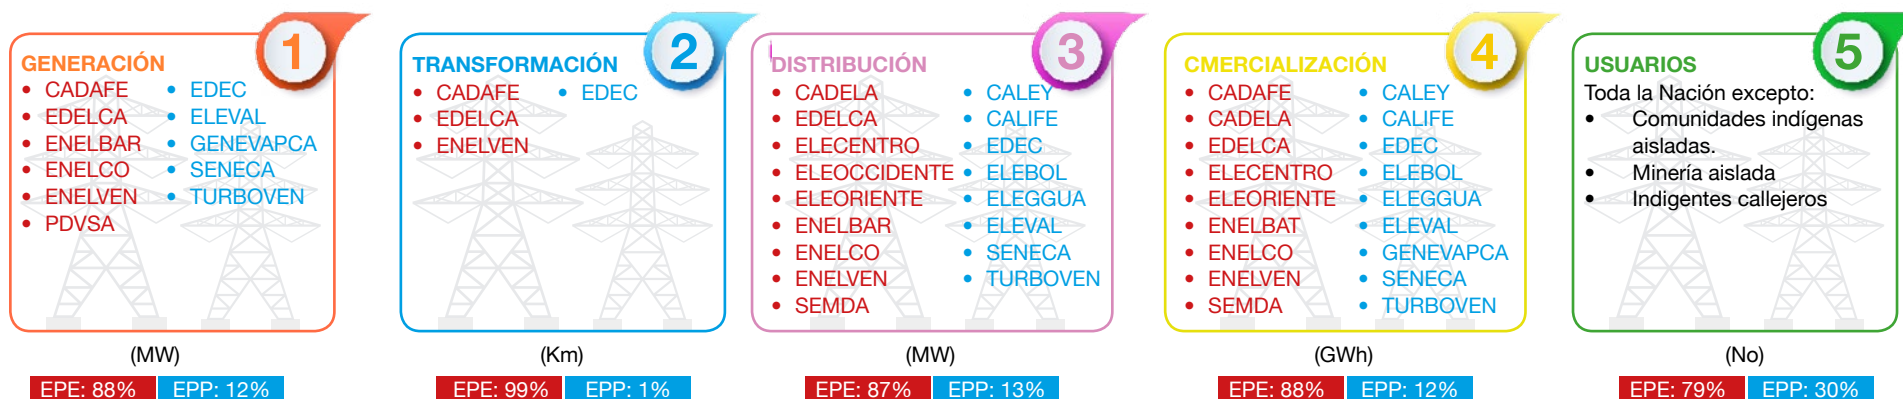 1
GENERACIÓN
• CADAFE
• EDELCA
• ENELBAR
• ENELCO
• ENELVEN
• PDVSA
• EDEC
• ELEVAL
• GENEVAPCA
• SENECA
• TURBOVEN
(MW)
EPE: 88% EPP: 12%
2
TRANSFORMACIÓN
• CADAFE
• EDELCA
• ENELVEN
• EDEC
(Km)
EPE: 99% EPP: 1%
3
DISTRIBUCIÓN
• CADELA
• EDELCA
• ELECENTRO
• ELEOCCIDENTE
• ELEORIENTE
• ENELBAR
• ENELCO
• ENELVEN
• SEMDA
• CALEY
• CALIFE
• EDEC
• ELEBOL
• ELEGGUA
• ELEVAL
• SENECA
• TURBOVEN
(MW)
EPE: 87% EPP: 13%
4
CMERCIALIZACIÓN
• CADAFE
• CADELA
• EDELCA
• ELECENTRO
• ELEORIENTE
• ENELBAT
• ENELCO
• ENELVEN
• SEMDA
• CALEY
• CALIFE
• EDEC
• ELEBOL
• ELEGGUA
• ELEVAL
• GENEVAPCA
• SENECA
• TURBOVEN
(GWh)
EPE: 88% EPP: 12%
5
USUARIOS
Toda la Nación excepto:
• Comunidades indígenas
aisladas.
• Minería aislada
• Indigentes callejeros
(No)
EPE: 79% EPP: 30%